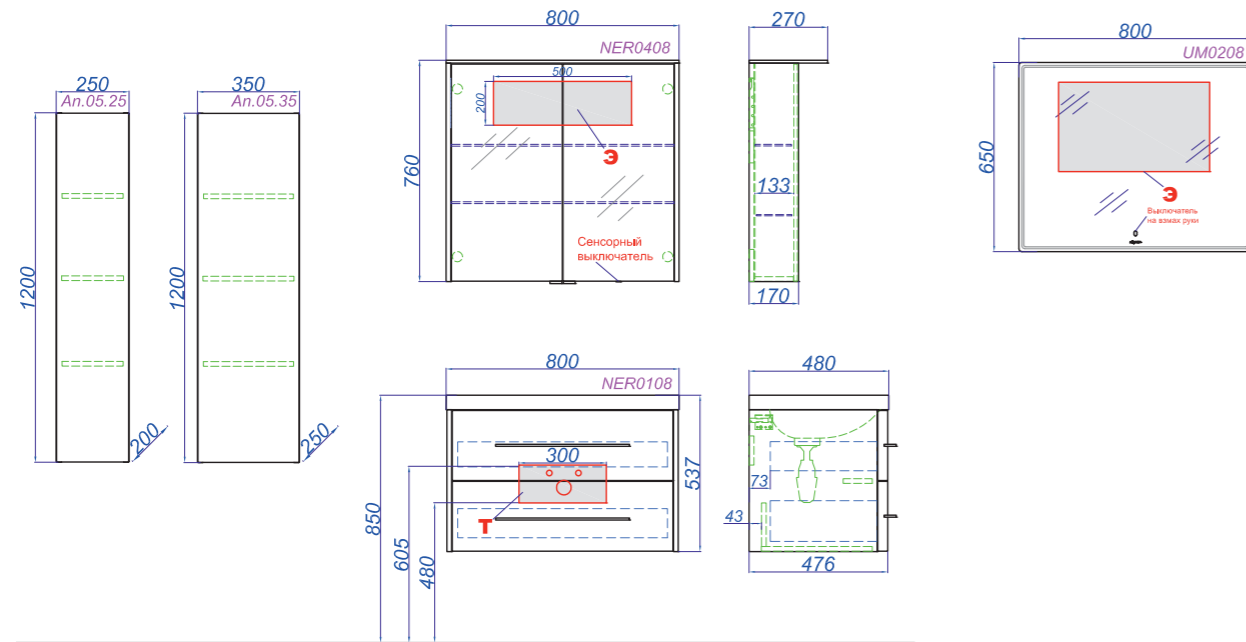 800
NER0408
500
200
Э
760
Сенсорный
выключатель
270
133
170
800
UM0208
650
Э
Выключатель
на взмах руки
250
An.05.25
1200
200
350
An.05.35
1200
250
800
NER0108
300
Т
537
850
605
480
480
73
43
476